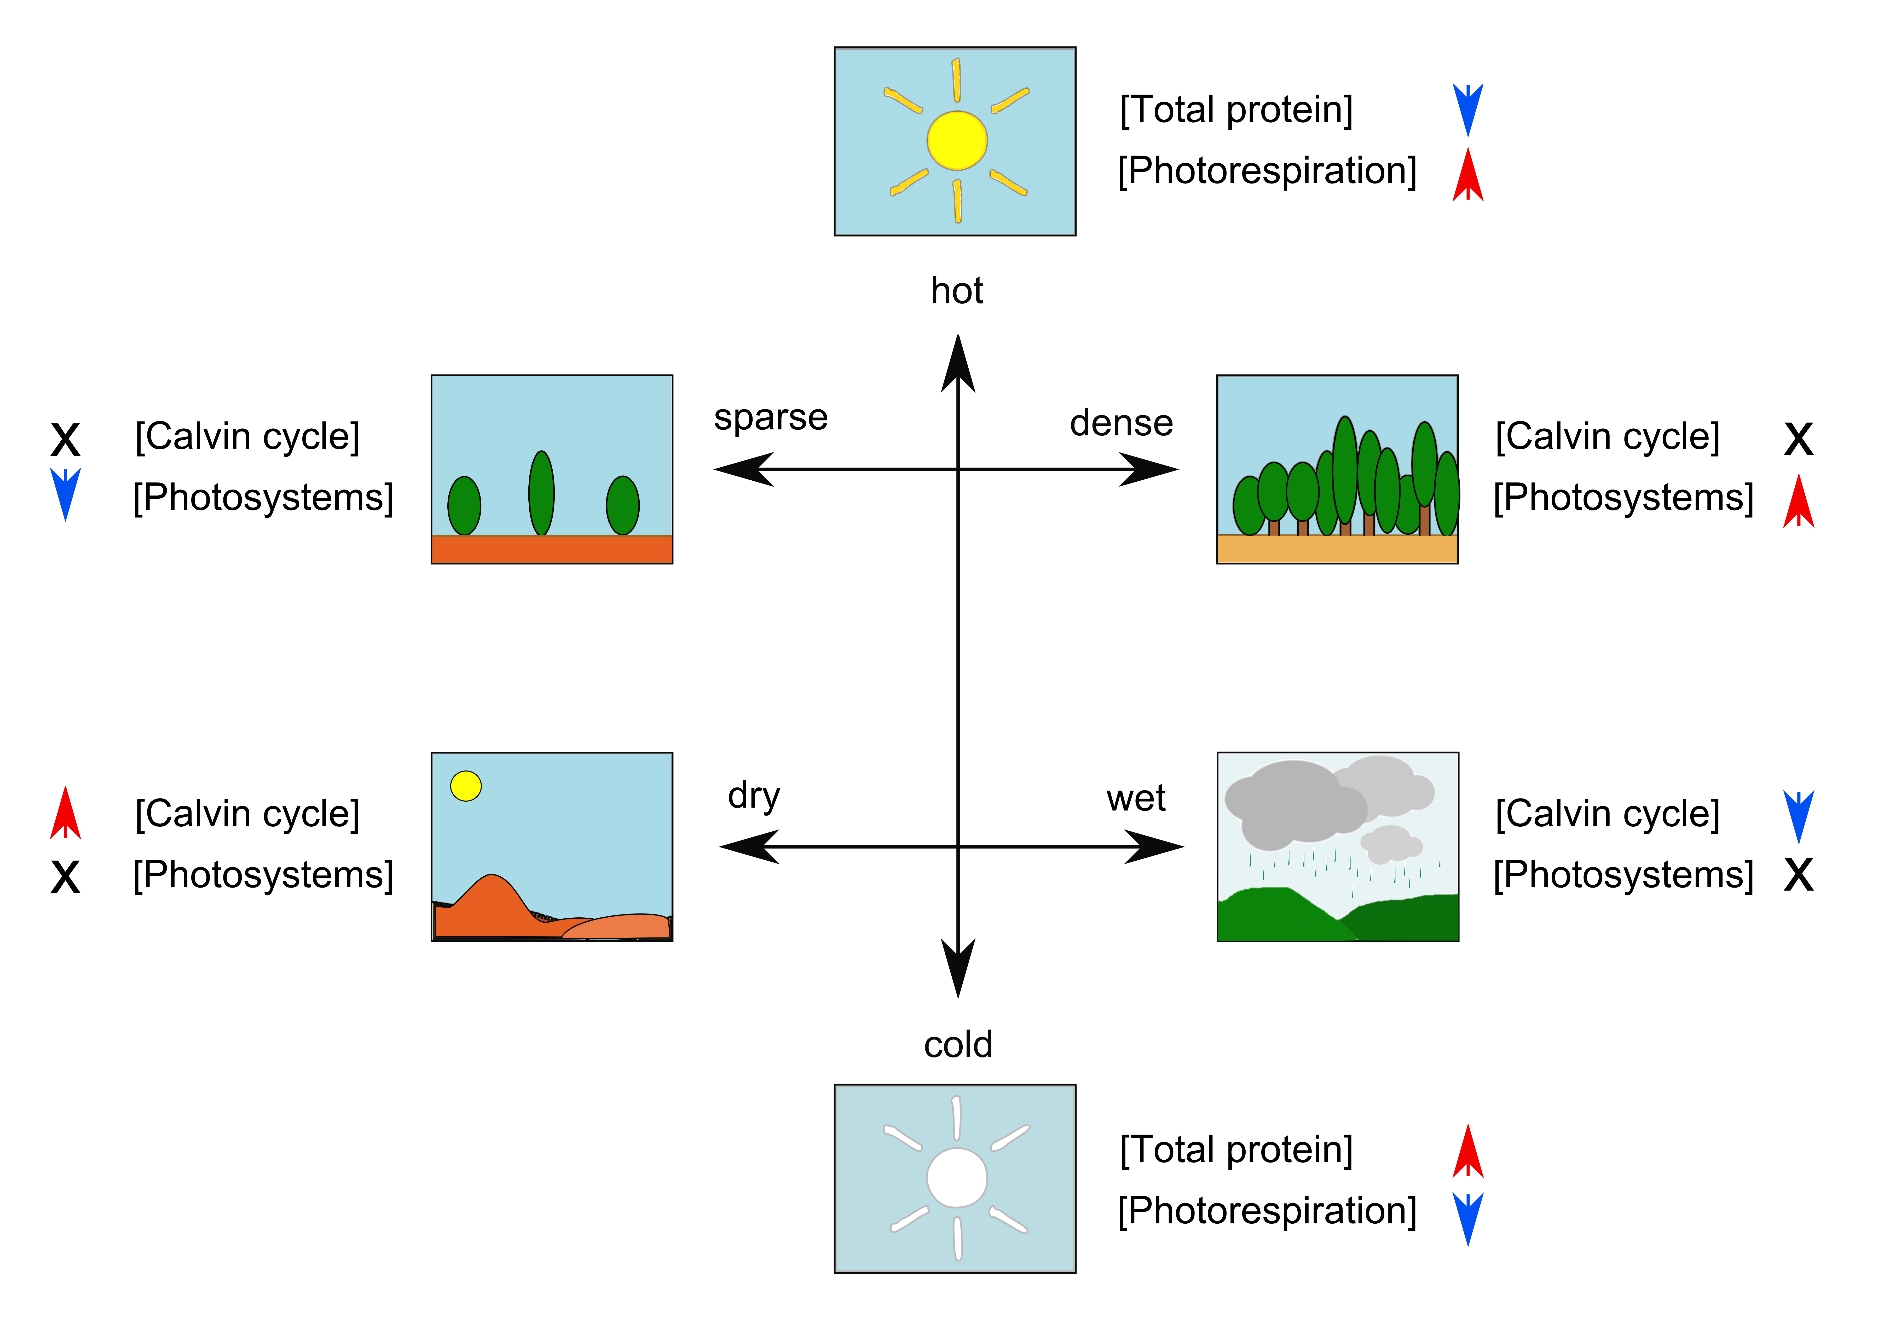 [Total protein]
[Photorespiration]
hot
sparse
dense
X [Calvin cycle]
[Photosystems]
[Calvin cycle] X
[Photosystems]
dry
wet
[Calvin cycle]
X [Photosystems]
[Calvin cycle]
[Photosystems] X
cold
[Total protein]
[Photorespiration]